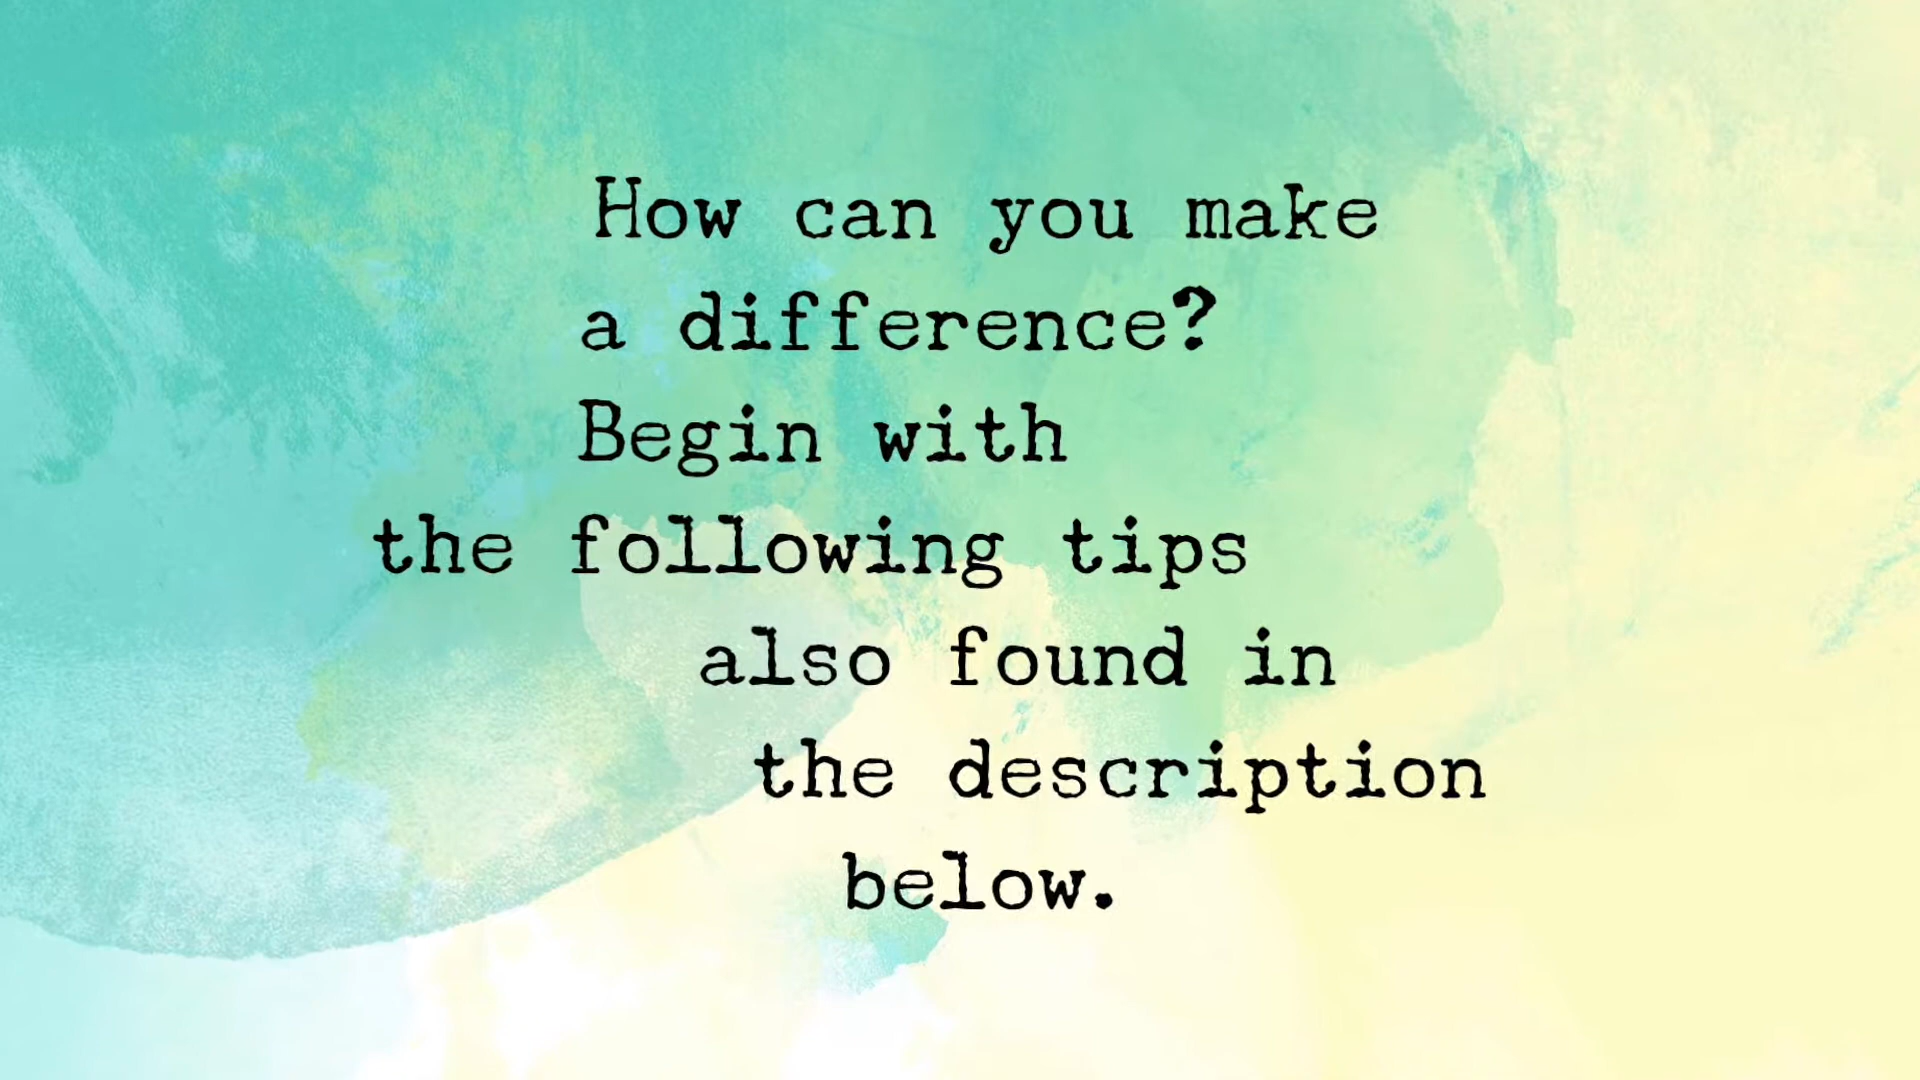 How can you make
a difference?
Begin with
the following tips
also found in
the description
below.